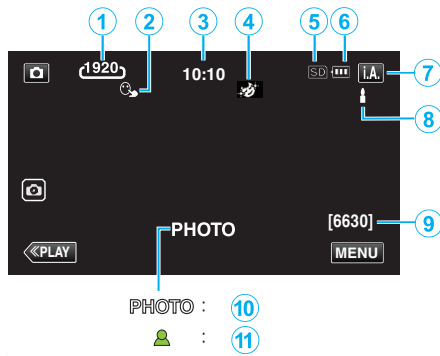 1 2 3 4 5 6
1920 10:10 SD i.A. 7
8
[6630] 9
PHOTO
≪PLAY MENU
PHOTO : 10
: 11